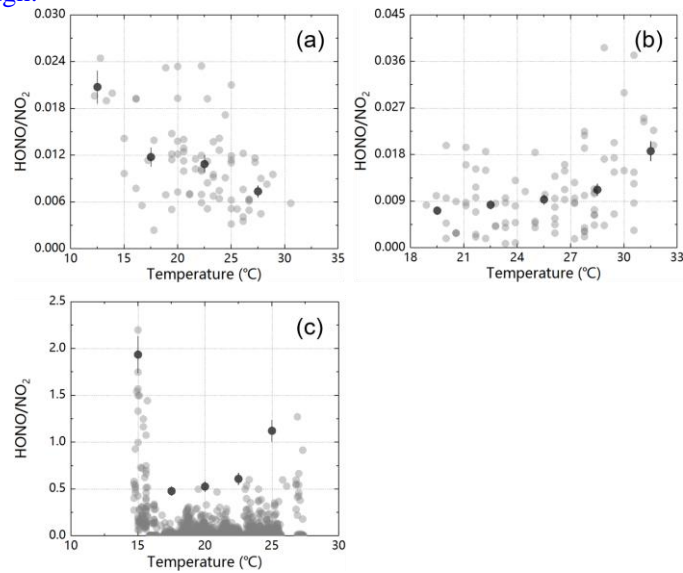 ugh.
(a)
0.030
0.024
0.018
0.012
0.006
0.000
HONO/NO₂
10 15 20 25 30 35
Temperature (℃)
(b)
0.045
0.036
0.027
0.018
0.009
0.000
HONO/NO₂
18 21 24 27 30 33
Temperature (℃)
(c)
2.5
2.0
1.5
1.0
0.5
0.0
HONO/NO₂
10 15 20 25 30
Temperature (℃)